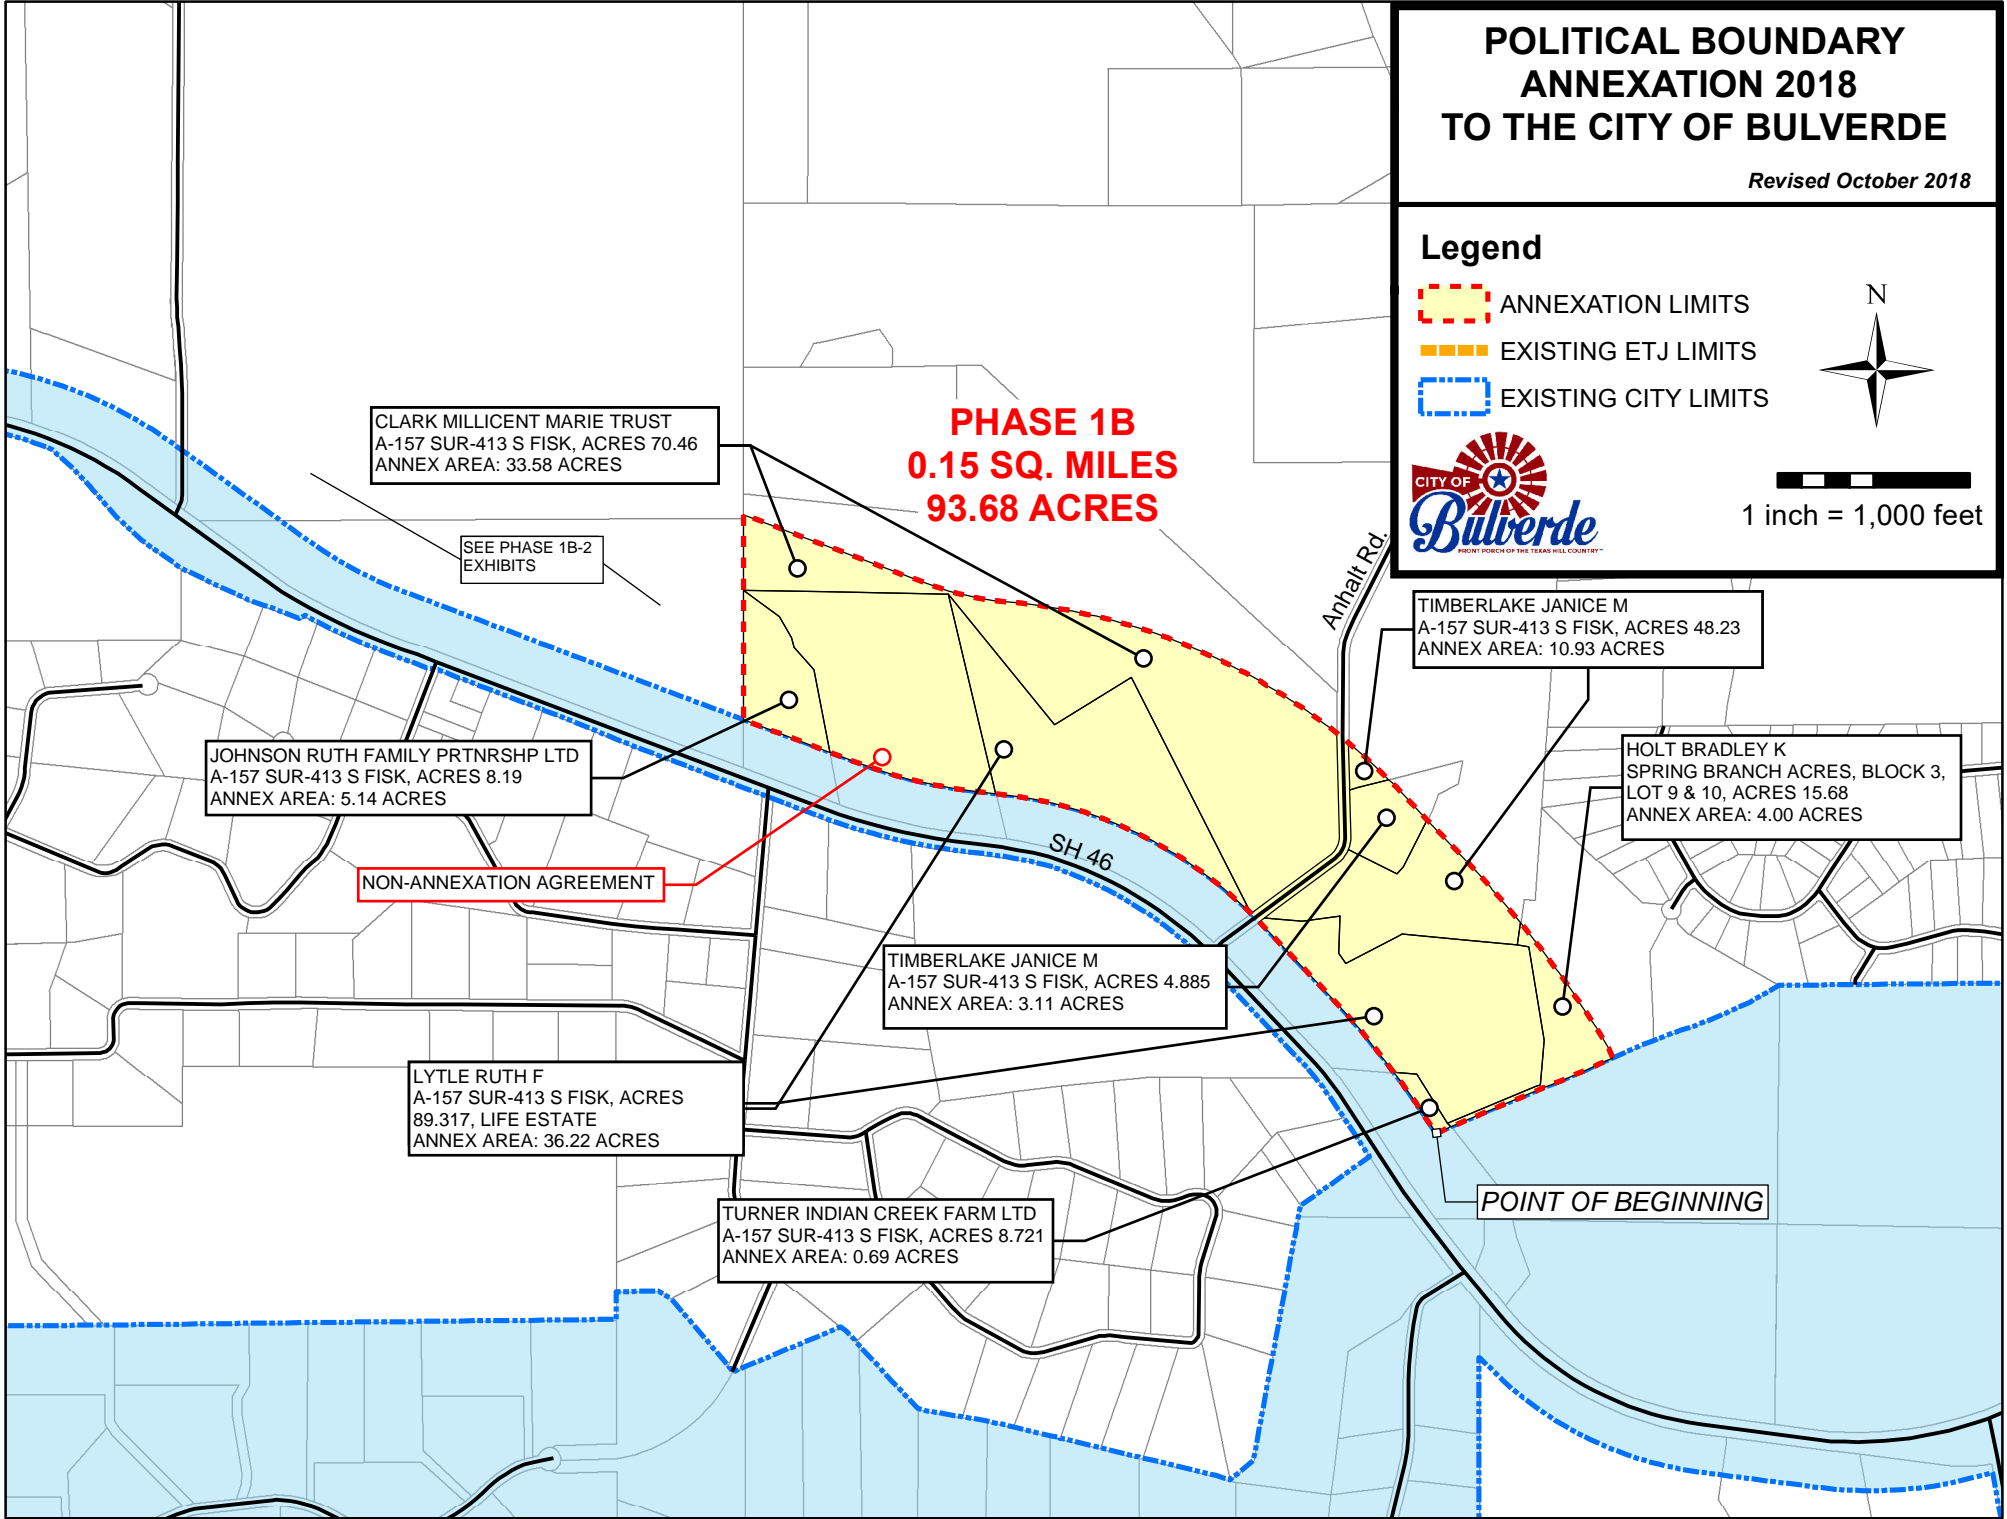 POLITICAL BOUNDARY
ANNEXATION 2018
TO THE CITY OF BULVERDE
Revised October 2018
Legend
ANNEXATION LIMITS
EXISTING ETJ LIMITS
EXISTING CITY LIMITS
N
CITY OF
Bulverde
FRONT PORCH OF THE TEXAS HILL COUNTRY™
1 inch = 1,000 feet
CLARK MILLICENT MARIE TRUST
A-157 SUR-413 S FISK, ACRES 70.46
ANNEX AREA: 33.58 ACRES
PHASE 1B
0.15 SQ. MILES
93.68 ACRES
SEE PHASE 1B-2
EXHIBITS
Anhalt Rd.
TIMBERLAKE JANICE M
A-157 SUR-413 S FISK, ACRES 48.23
ANNEX AREA: 10.93 ACRES
JOHNSON RUTH FAMILY PRTNRSHP LTD
A-157 SUR-413 S FISK, ACRES 8.19
ANNEX AREA: 5.14 ACRES
HOLT BRADLEY K
SPRING BRANCH ACRES, BLOCK 3,
LOT 9 & 10, ACRES 15.68
ANNEX AREA: 4.00 ACRES
SH 46
NON-ANNEXATION AGREEMENT
TIMBERLAKE JANICE M
A-157 SUR-413 S FISK, ACRES 4.885
ANNEX AREA: 3.11 ACRES
LYTLE RUTH F
A-157 SUR-413 S FISK, ACRES
89.317, LIFE ESTATE
ANNEX AREA: 36.22 ACRES
TURNER INDIAN CREEK FARM LTD
A-157 SUR-413 S FISK, ACRES 8.721
ANNEX AREA: 0.69 ACRES
POINT OF BEGINNING